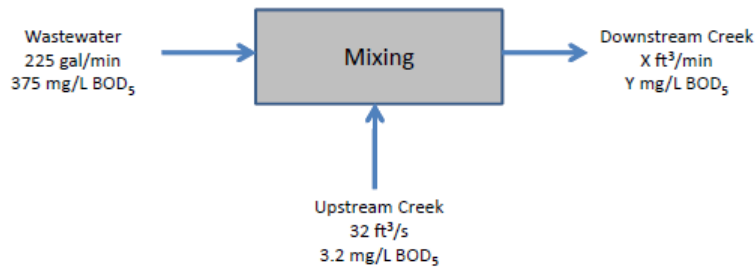 Wastewater
225 gal/min
375 mg/L BOD₅
Mixing
Downstream Creek
X ft³/min
Y mg/L BOD₅
Upstream Creek
32 ft³/s
3.2 mg/L BOD₅